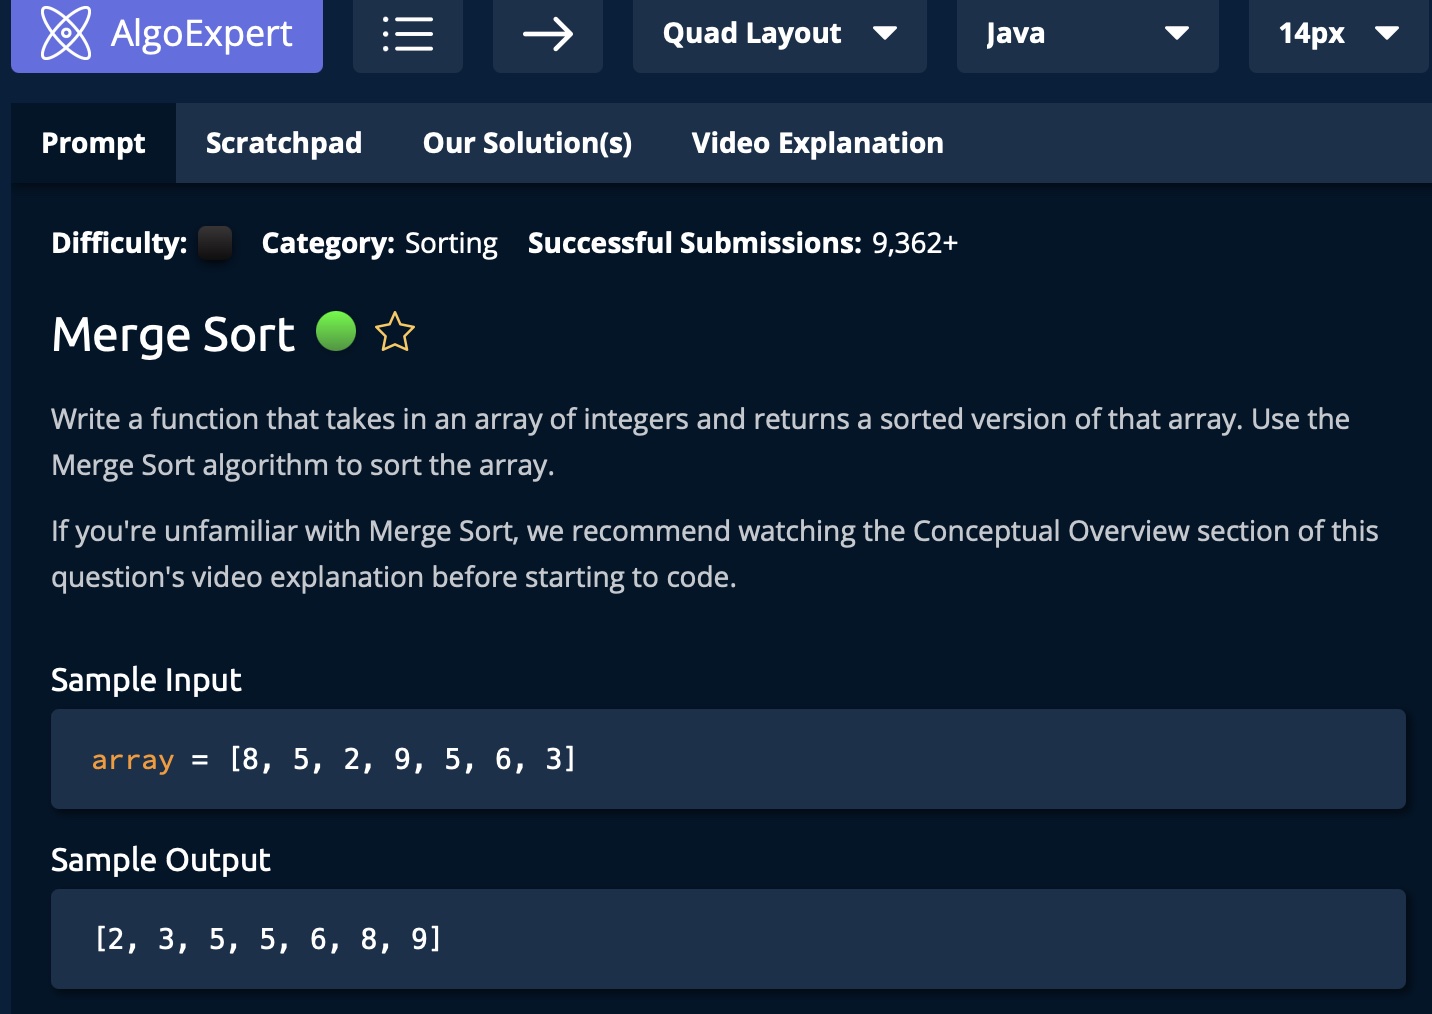 AlgoExpert
Quad Layout
Java
14px
Prompt
Scratchpad
Our Solution(s)
Video Explanation
Difficulty:
Category: Sorting
Successful Submissions: 9,362+
Merge Sort
Write a function that takes in an array of integers and returns a sorted version of that array. Use the
Merge Sort algorithm to sort the array.
If you're unfamiliar with Merge Sort, we recommend watching the Conceptual Overview section of this
question's video explanation before starting to code.
Sample Input
array = [8, 5, 2, 9, 5, 6, 3]
Sample Output
[2, 3, 5, 5, 6, 8, 9]